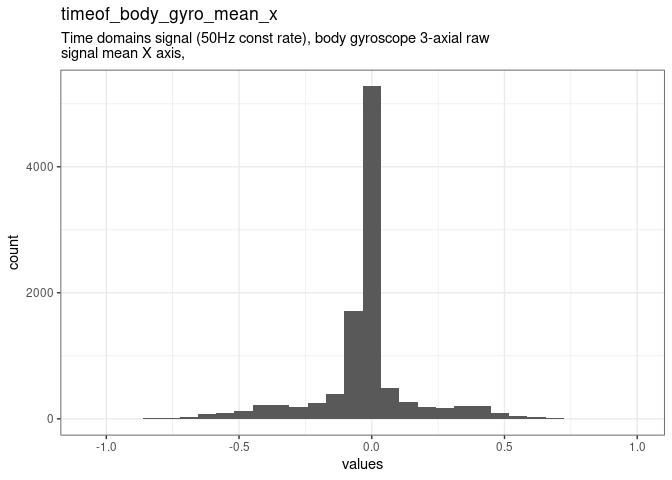 timeof_body_gyro_mean_x
Time domains signal (50Hz const rate), body gyroscope 3-axial raw
signal mean X axis,
4000
2000
0
count
-1.0
-0.5
0.0
0.5
1.0
values